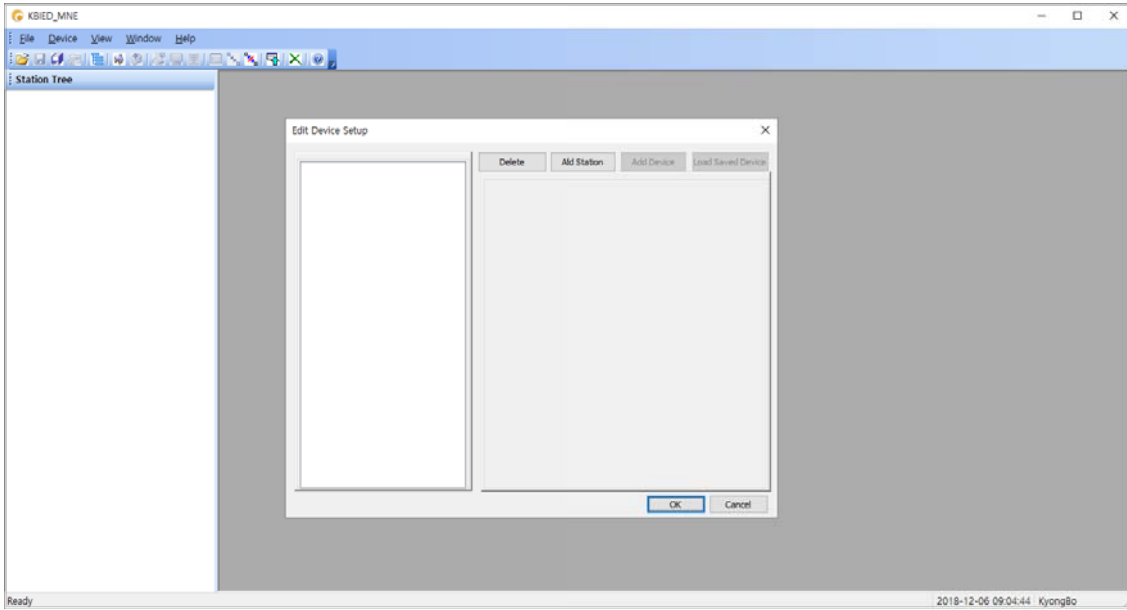 KBIED_MNE
File Device View Window Help
Station Tree
Edit Device Setup
Delete Ald Station Add Device Load Saved Device
OK Cancel
Ready 2018-12-06 09:04:44 KyongBo